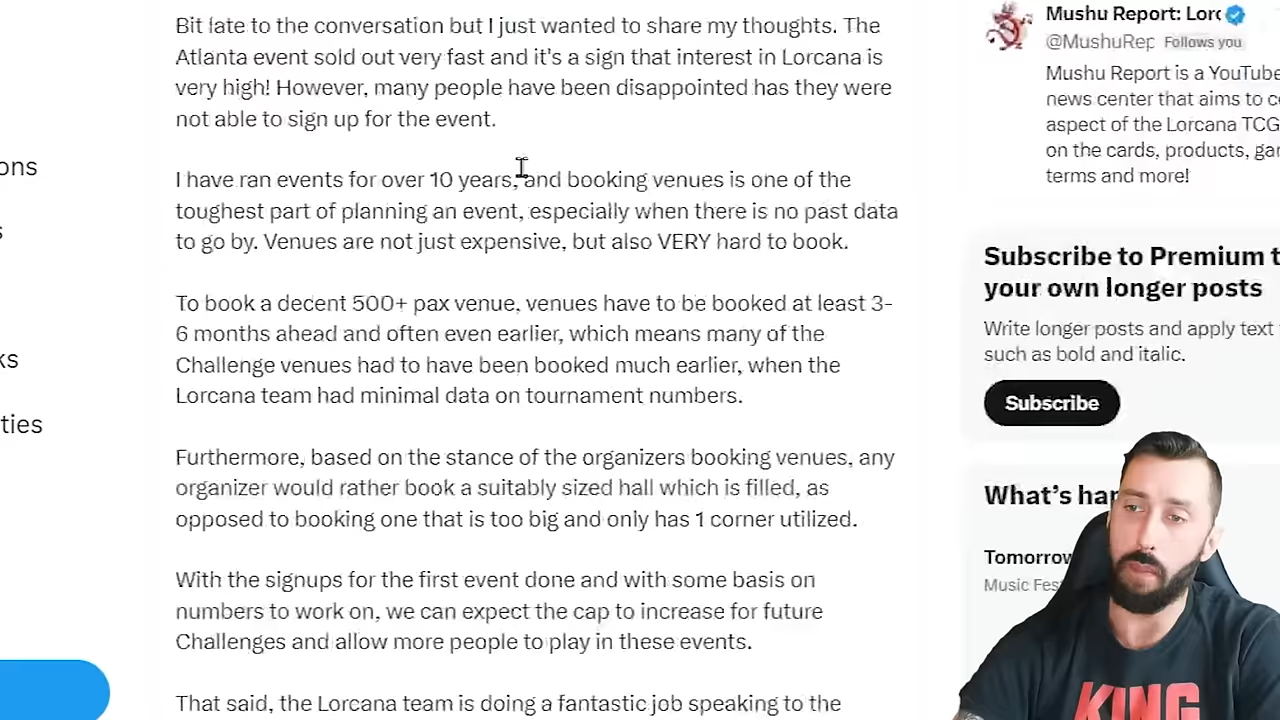 Bit late to the conversation but I just wanted to share my thoughts. The
Atlanta event sold out very fast and it's a sign that interest in Lorcana is
very high! However, many people have been disappointed has they were
not able to sign up for the event.
I have ran events for over 10 years, and booking venues is one of the
toughest part of planning an event, especially when there is no past data
to go by. Venues are not just expensive, but also VERY hard to book.
To book a decent 500+ pax venue, venues have to be booked at least 3-
6 months ahead and often even earlier, which means many of the
Challenge venues had to have been booked much earlier, when the
Lorcana team had minimal data on tournament numbers.
Furthermore, based on the stance of the organizers booking venues, any
organizer would rather book a suitably sized hall which is filled, as
opposed to booking one that is too big and only has 1 corner utilized.
With the signups for the first event done and with some basis on
numbers to work on, we can expect the cap to increase for future
Challenges and allow more people to play in these events.
That said, the Lorcana team is doing a fantastic job speaking to the
ons
s
ks
ties
Mushu Report: Lorc
@MushuRep Follows you
Mushu Report is a YouTube
news center that aims to c
aspect of the Lorcana TCG
on the cards, products, ga
terms and more!
Subscribe to Premium t
your own longer posts
Write longer posts and apply text
such as bold and italic.
Subscribe
What's ha
Tomorrow
Music Fes
KING